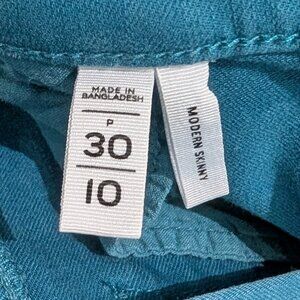 MADE IN
BANGLADESH
P
30
10
MODERN SKINNY